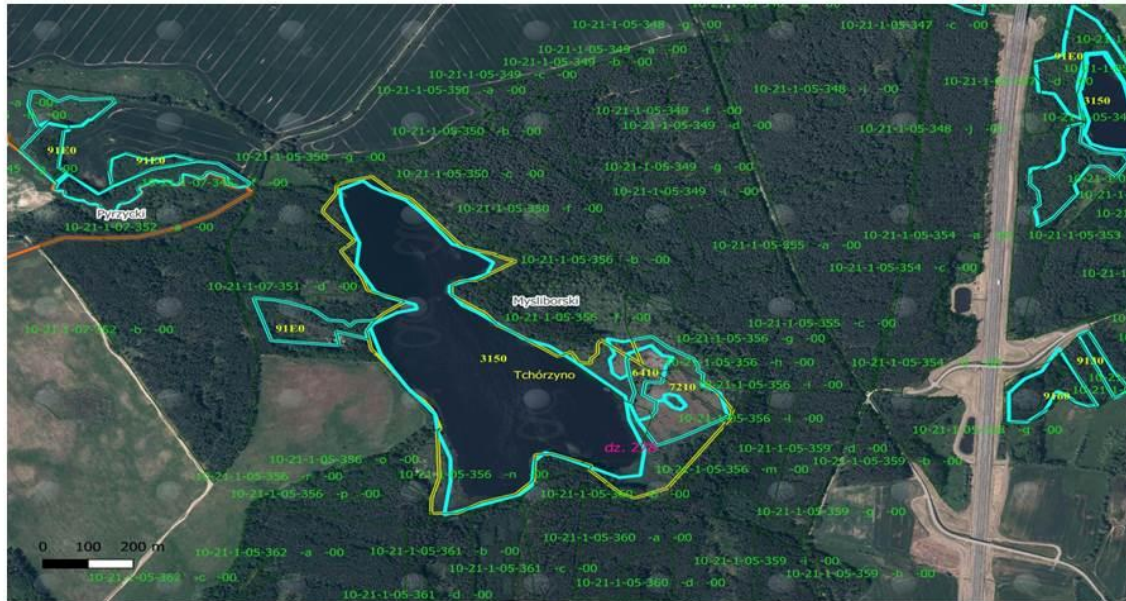 10-21-1-05-348 -g -00
10-21-1-05-347 -c -00
10-21-1-05-349 -a -00
10-21-1-05-349 -b -00
91E0
10-21-1-05-349 -c -00
10-21-1-05-350 -a -00
10-21-1-05-348 -i -00
3150
10-21-1-05-349 -f -00
10-21-1-05-349 -d -00
10-21-1-05-350 -b -00
10-21-1-05-348 -j -00
91E0
91E0
10-21-1-05-350 -g -00
10-21-1-05-349 -g -00
10-21-1-05-350 -c -00
10-21-1-05-349 -i -00
Pyrzycki
10-21-1-07-352 -a -00
10-21-1-05-350 -f -00
10-21-1-05-354 -a -00
10-21-1-05-353
10-21-1-05-355 -a -00
10-21-1-05-356 -b -00
10-21-1-05-354 -c -00
10-21-1-07-351 -d -00
Mysliborski
10-21-1-05-356 -f -00
91E0
10-21-1-07-352 -b -00
10-21-1-05-355 -c -00
-05-356 -g -00
3150
-05-356 -h -00
9130
Tchórzyno
6410
7210
-05-356 -i -00
10-21-1-05-356 -l -00
dz.
10-21-1-05-359 -d -00
10-21-1-05-386 -o -00
10-21-1-05-359 -b -00
10-21-1-05-356 -n -00
10-21-1-05-356 -m -00
-05-356 -r -00
10-21-1-05-356 -p -00
10-21-1-05-359 -g -00
10-21-1-05-360 -a -00
0 100 200 m
10-21-1-05-362 -a -00
10-21-1-05-361 -b -00
10-21-1-05-361 -c -00
10-21-1-05-359 -i -00
10-21-1-05-359 -h -00
10-21-1-05-362 -c -00
10-21-1-05-360 -d -00
10-21-1-05-361 -d -00